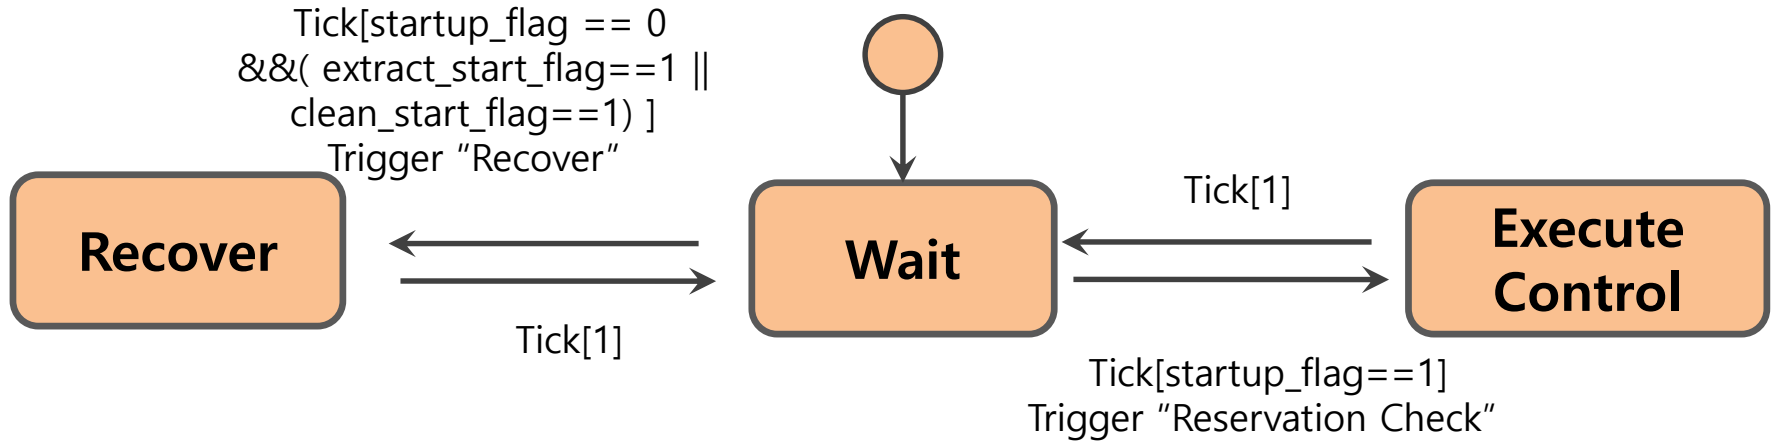 Tick[startup_flag == 0
&&( extract_start_flag==1 ||
clean_start_flag==1) ]
Trigger “Recover”
Recover
Tick[1]
Wait
Tick[1]
Execute
Control
Tick[startup_flag==1]
Trigger “Reservation Check”